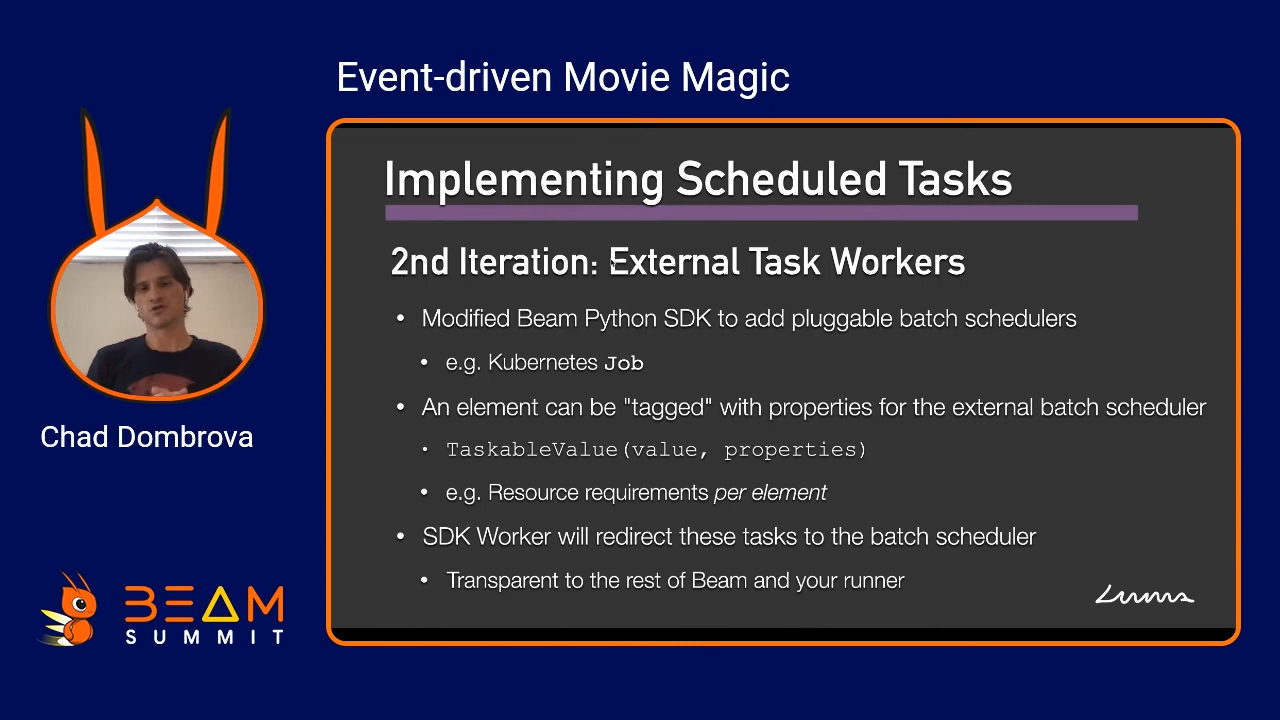 Event-driven Movie Magic
Implementing Scheduled Tasks
2nd Iteration: External Task Workers
• Modified Beam Python SDK to add pluggable batch schedulers
• e.g. Kubernetes Job
• An element can be "tagged" with properties for the external batch scheduler
• TaskableValue(value, properties)
• e.g. Resource requirements per element
• SDK Worker will redirect these tasks to the batch scheduler
• Transparent to the rest of Beam and your runner
Luma
Chad Dombrova
BEAM
SUMMIT